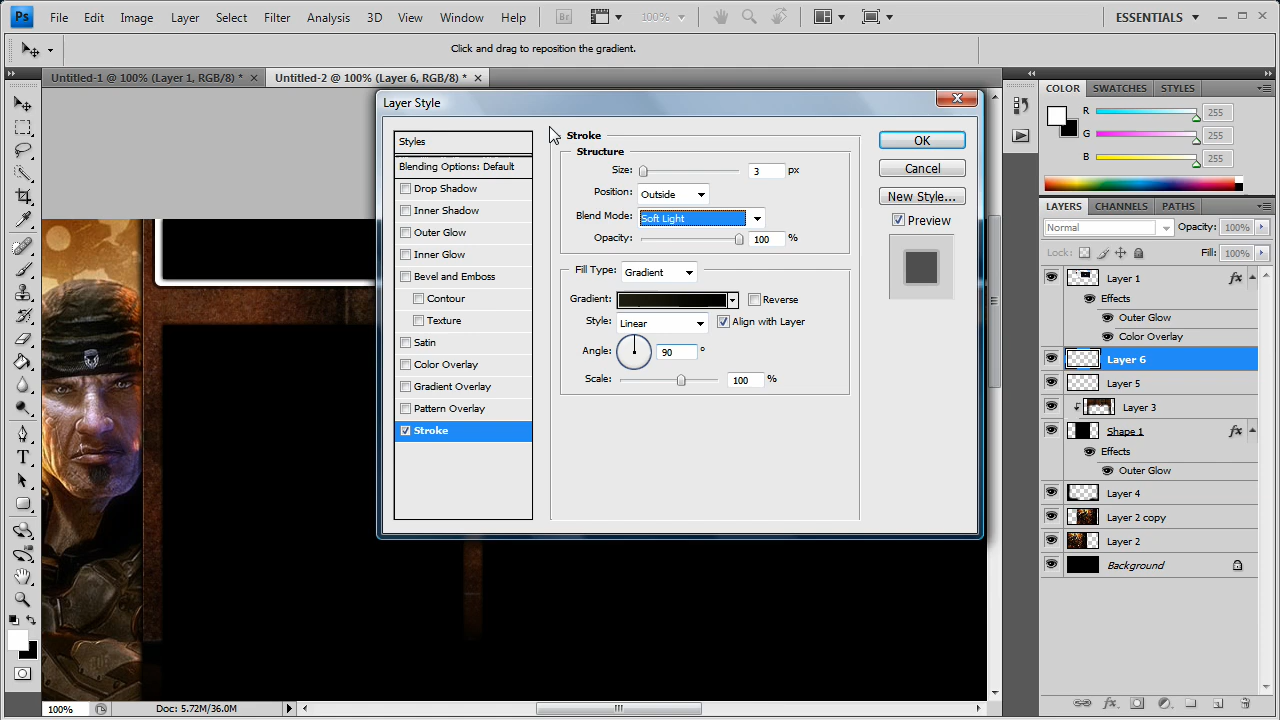 Ps File Edit Image Layer Select Filter Analysis 3D View Window Help Br 100% ESSENTIALS
Click and drag to reposition the gradient.
Untitled-1 @ 100% (Layer 1, RGB/8) * Untitled-2 @ 100% (Layer 6, RGB/8) *
Layer Style
Styles
Blending Options: Default
Drop Shadow
Inner Shadow
Outer Glow
Inner Glow
Bevel and Emboss
Contour
Texture
Satin
Color Overlay
Gradient Overlay
Pattern Overlay
Stroke
Stroke
Structure
Size: 3 px
Position: Outside
Blend Mode: Soft Light
Opacity: 100 %
Fill Type: Gradient
Gradient: Reverse
Style: Linear Align with Layer
Angle: 90 °
Scale: 100 %
OK
Cancel
New Style...
Preview
COLOR SWATCHES STYLES
R 255
G 255
B 255
LAYERS CHANNELS PATHS
Normal Opacity: 100%
Lock: Fill: 100%
Layer 1 fx
Effects
Outer Glow
Color Overlay
Layer 6
Layer 5
Layer 3
Shape 1 fx
Effects
Outer Glow
Layer 4
Layer 2 copy
Layer 2
Background
T
100% Doc: 5.72M/36.0M
fx